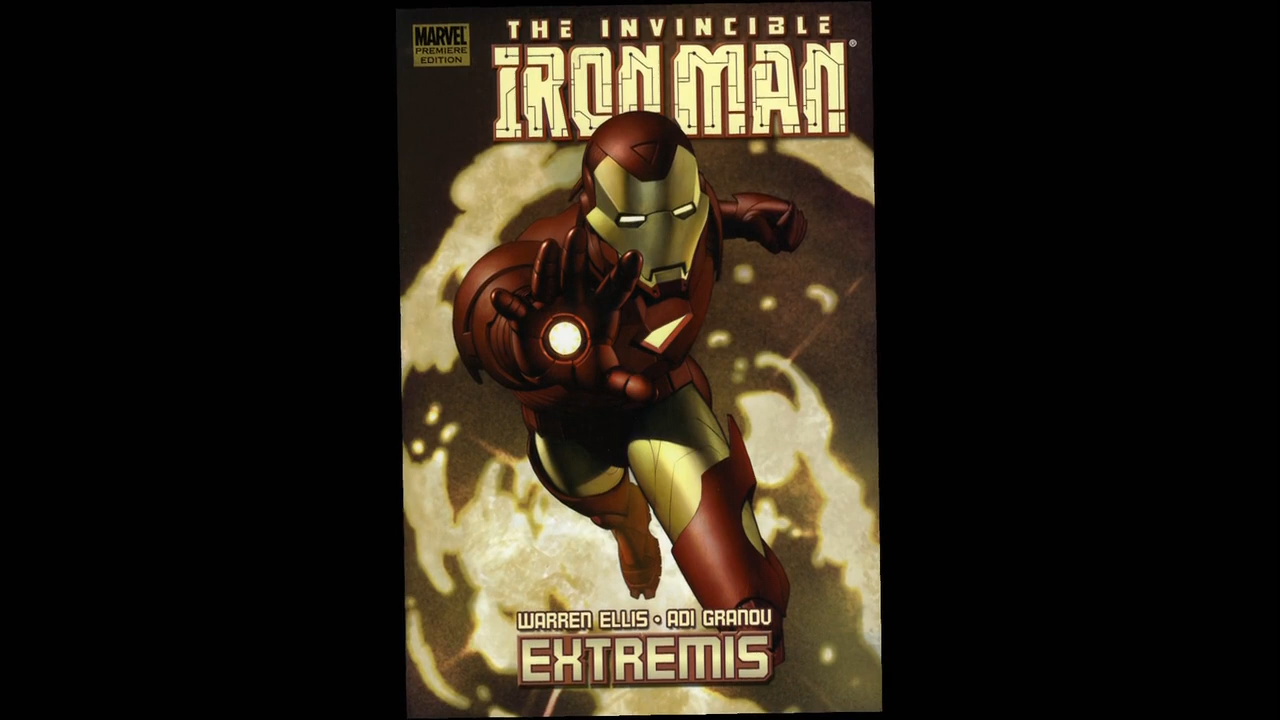 MARVEL
PREMIERE
EDITION
THE INVINCIBLE
IRON MAN®
WARREN ELLIS • ADI GRANOV
EXTREMIS